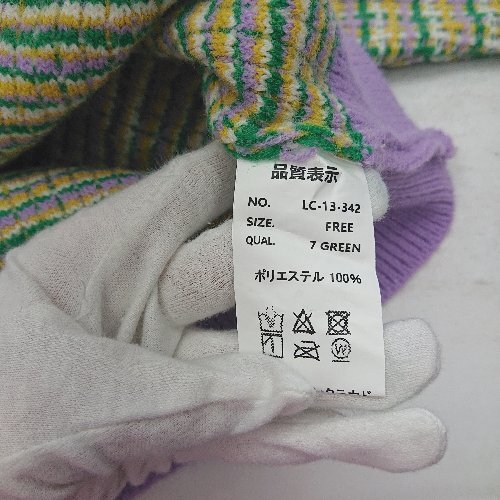 品質表示
NO. LC-13-342
SIZE. FREE
QUAL. 7 GREEN
ポリエステル 100%
W